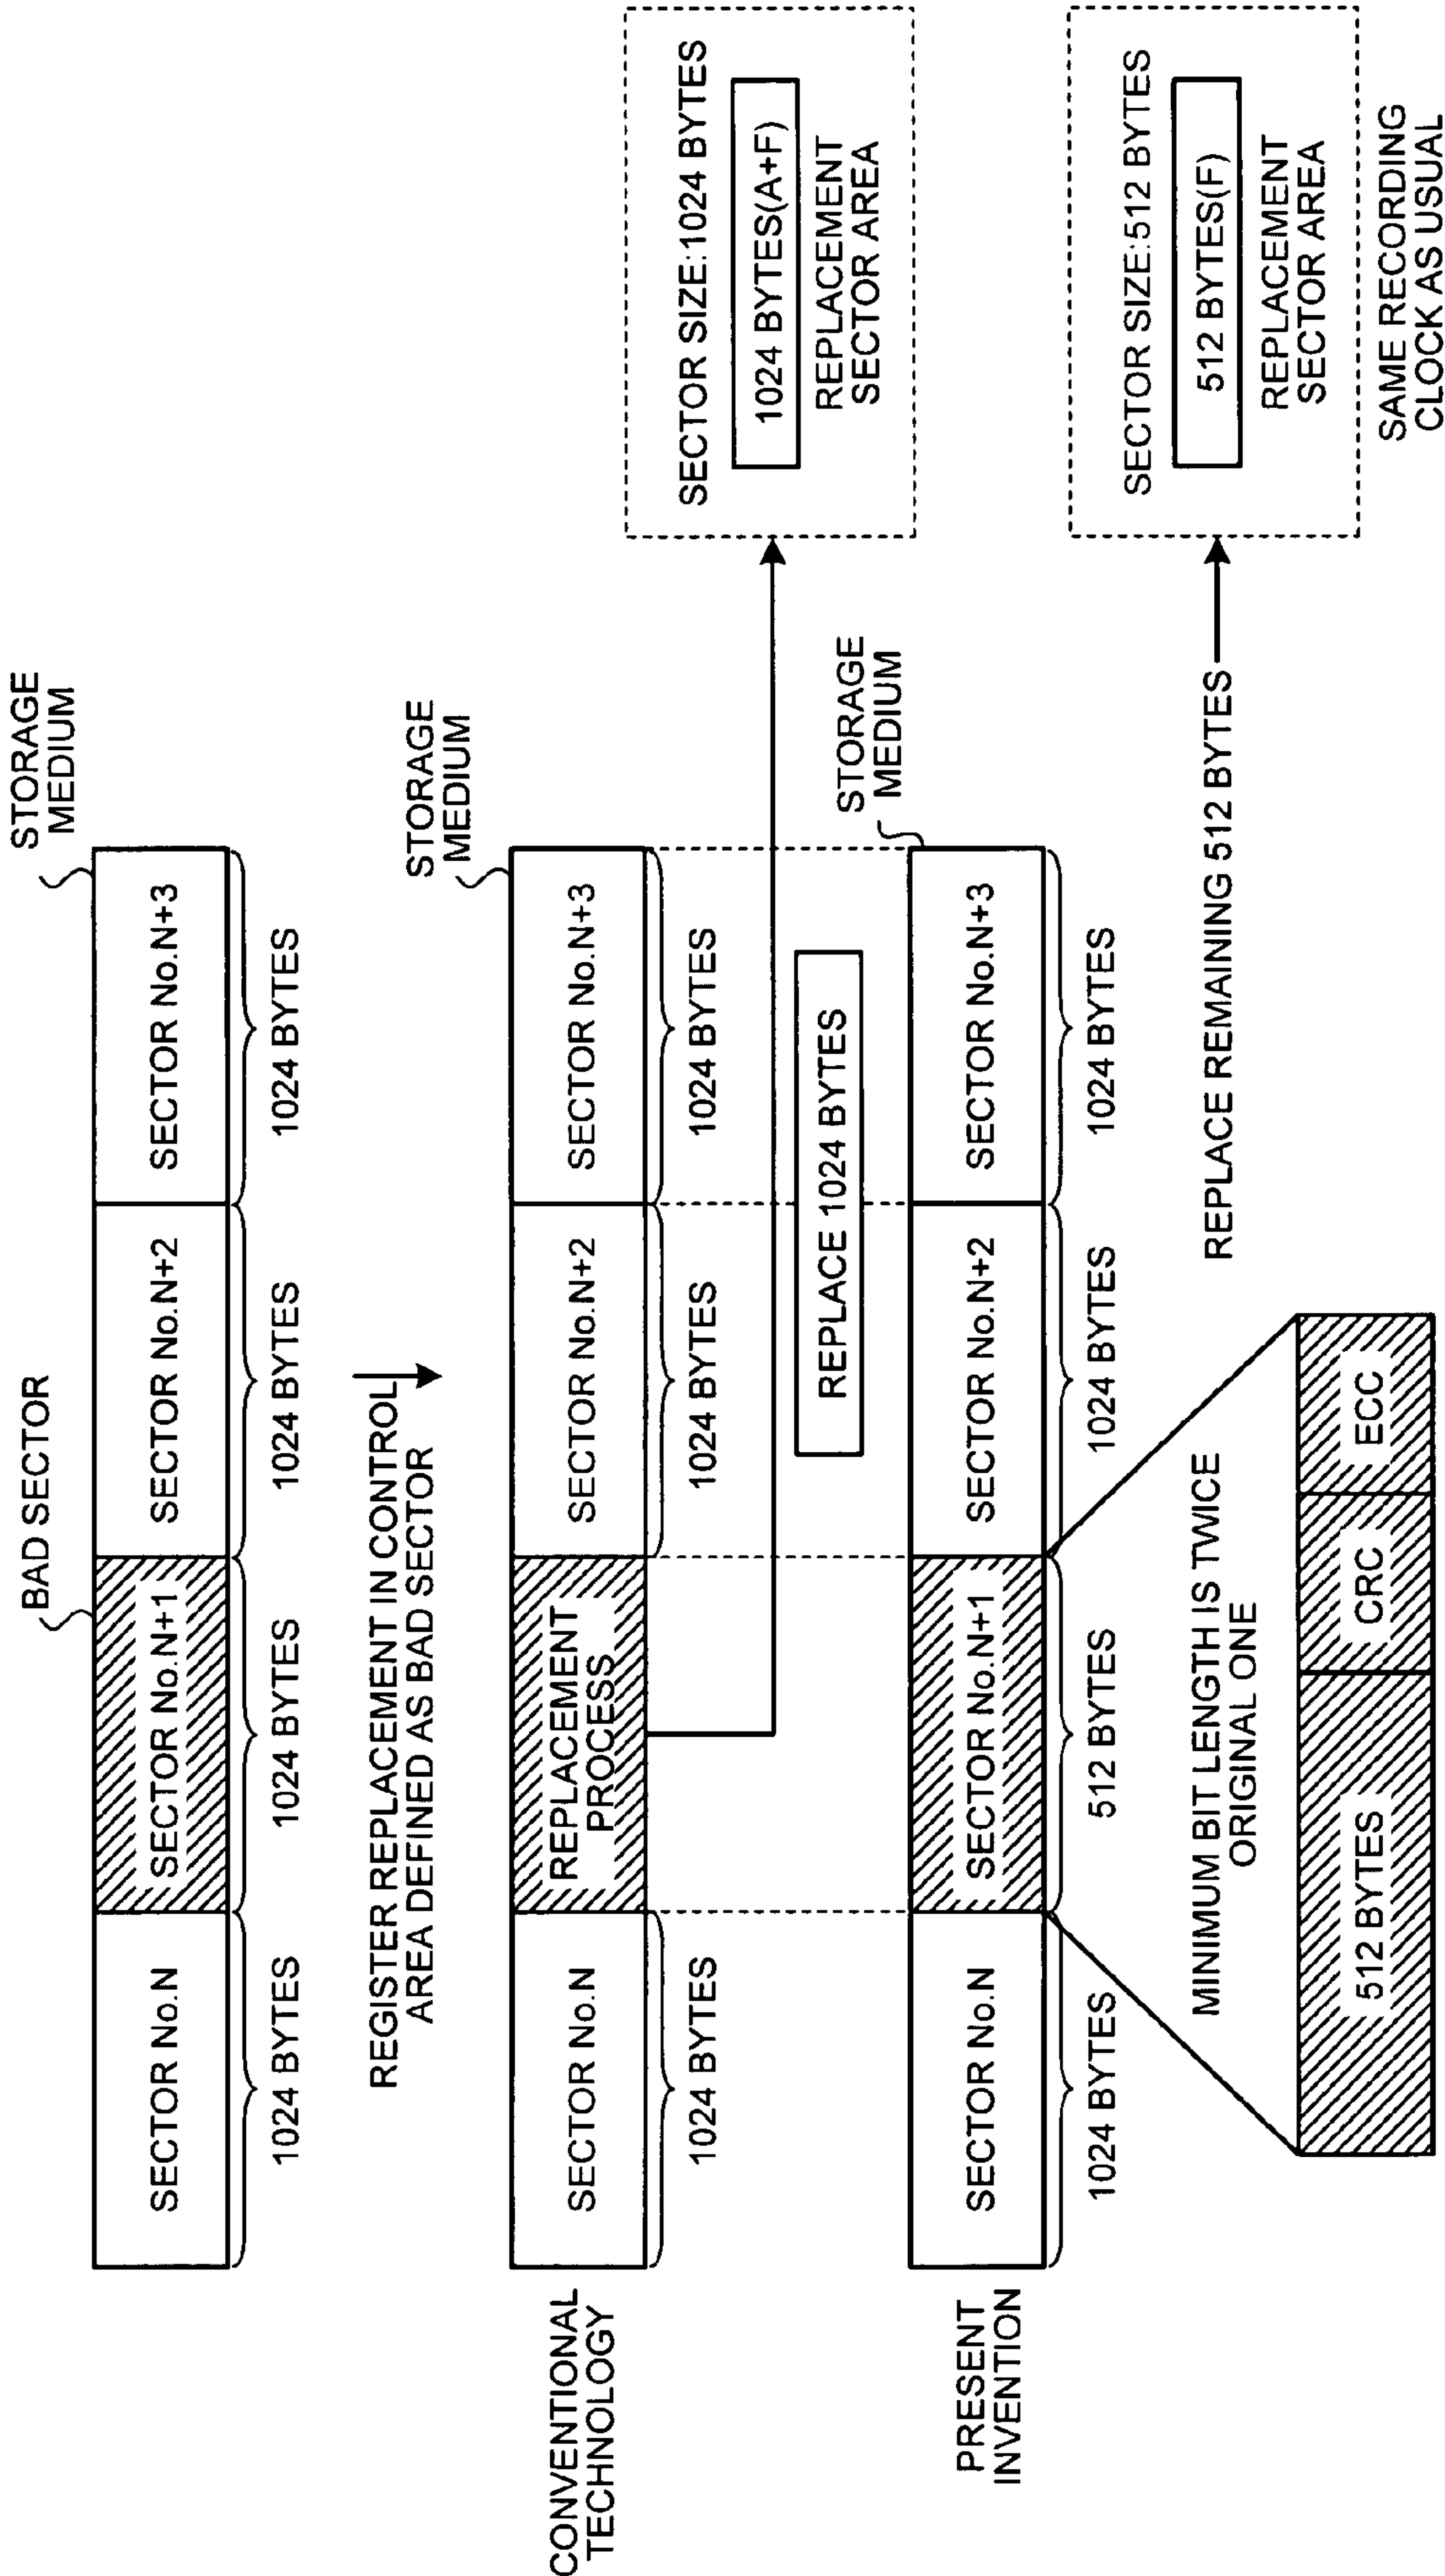 STORAGE
MEDIUM
BAD SECTOR
SECTOR No.N
SECTOR No.N+1
SECTOR No.N+2
SECTOR No.N+3
1024 BYTES
1024 BYTES
1024 BYTES
1024 BYTES
REGISTER REPLACEMENT IN CONTROL
AREA DEFINED AS BAD SECTOR
STORAGE
MEDIUM
CONVENTIONAL
TECHNOLOGY
SECTOR No.N
REPLACEMENT
PROCESS
SECTOR No.N+2
SECTOR No.N+3
1024 BYTES
1024 BYTES
1024 BYTES
SECTOR SIZE:1024 BYTES
1024 BYTES(A+F)
REPLACEMENT
SECTOR AREA
REPLACE 1024 BYTES
STORAGE
MEDIUM
PRESENT
INVENTION
SECTOR No.N
SECTOR No.N+1
SECTOR No.N+2
SECTOR No.N+3
1024 BYTES
512 BYTES
1024 BYTES
1024 BYTES
MINIMUM BIT LENGTH IS TWICE
ORIGINAL ONE
REPLACE REMAINING 512 BYTES
SECTOR SIZE:512 BYTES
512 BYTES(F)
REPLACEMENT
SECTOR AREA
SAME RECORDING
CLOCK AS USUAL
512 BYTES
CRC
ECC